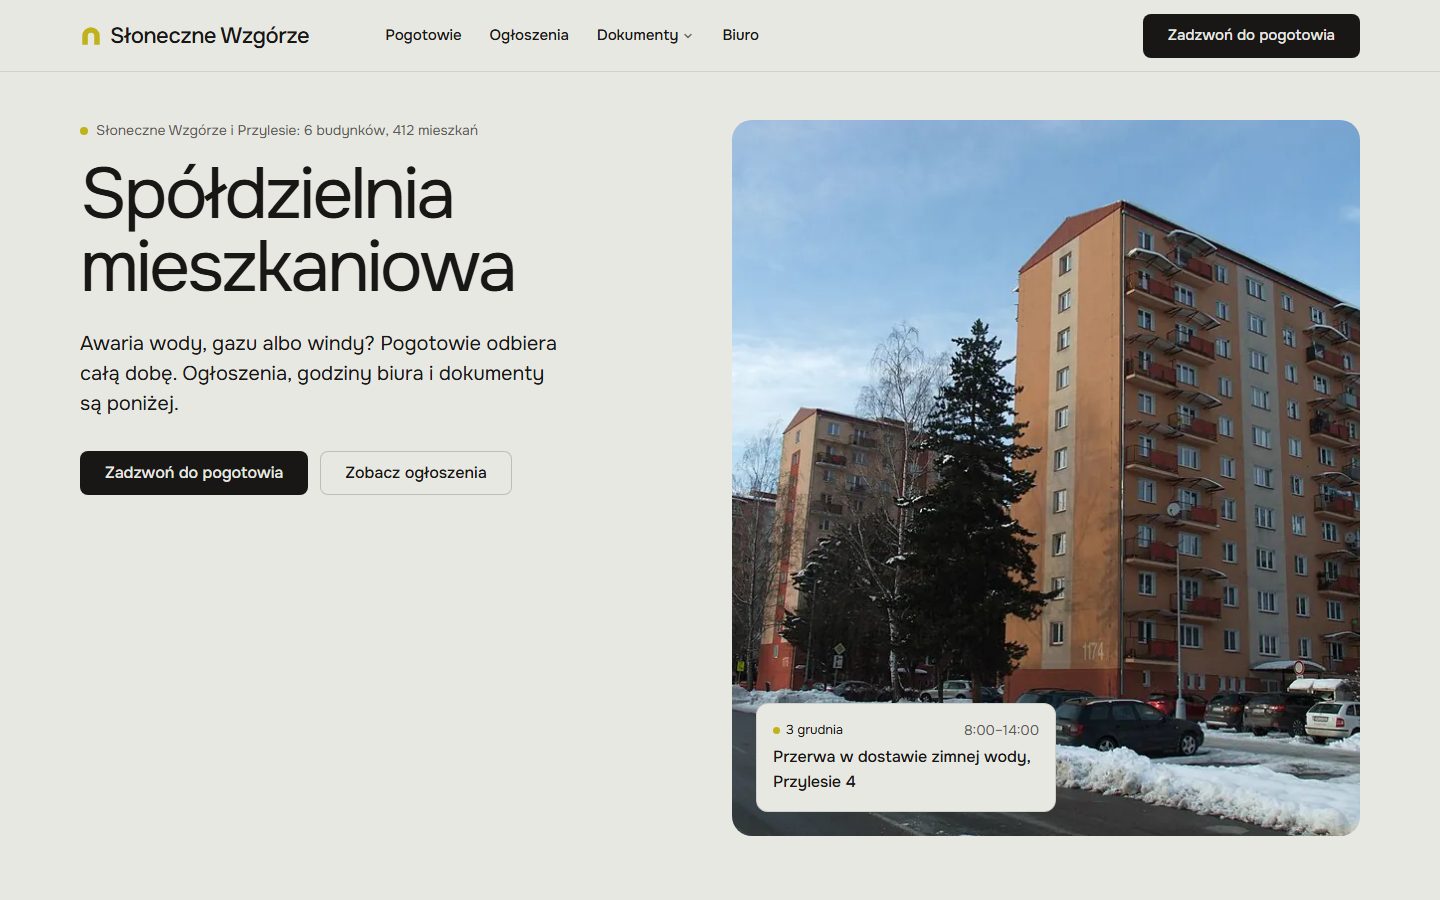 Słoneczne Wzgórze
Pogotowie
Ogłoszenia
Dokumenty
Biuro
Zadzwoń do pogotowia
Słoneczne Wzgórze i Przylesie: 6 budynków, 412 mieszkań
Spółdzielnia
mieszkaniowa
Awaria wody, gazu albo windy? Pogotowie odbiera
całą dobę. Ogłoszenia, godziny biura i dokumenty
są poniżej.
Zadzwoń do pogotowia
Zobacz ogłoszenia
1174
3 grudnia
8:00–14:00
Przerwa w dostawie zimnej wody,
Przylesie 4